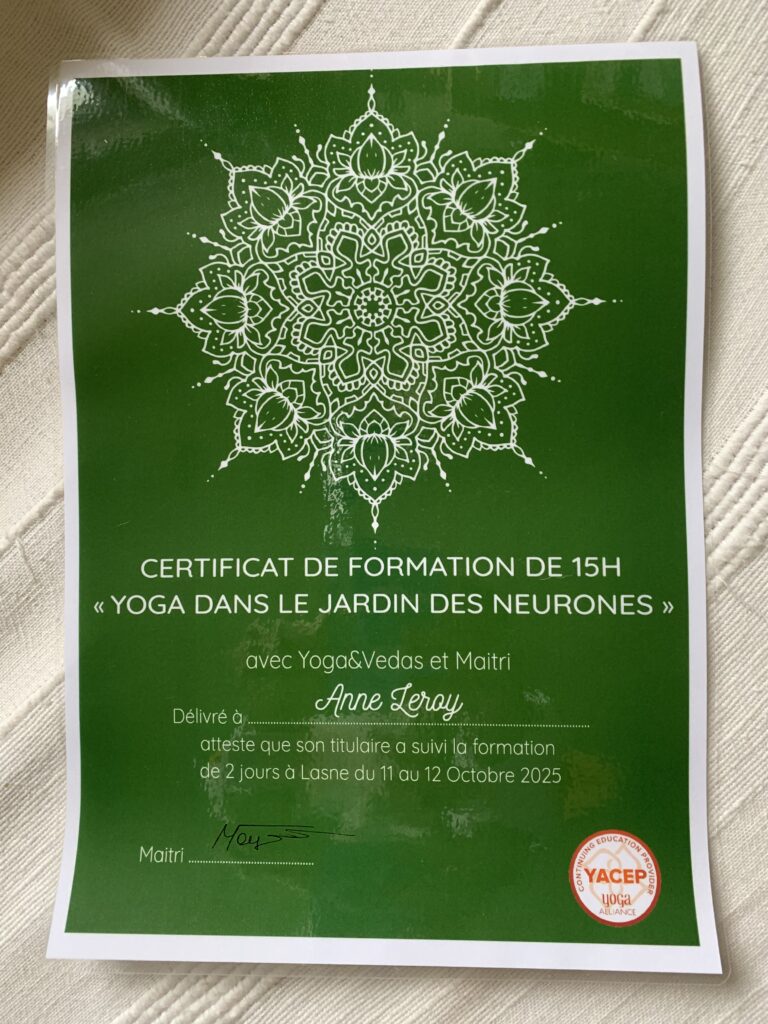 CERTIFICAT DE FORMATION DE 15H
« YOGA DANS LE JARDIN DES NEURONES »
avec Yoga&Vedas et Maitri
Anne Leroy
Délivré à
atteste que son titulaire a suivi la formation
de 2 jours à Lasne du 11 au 12 Octobre 2025
Maitri
CONTINUING EDUCATION PROVIDER
YACEP
yoga
ALLIANCE